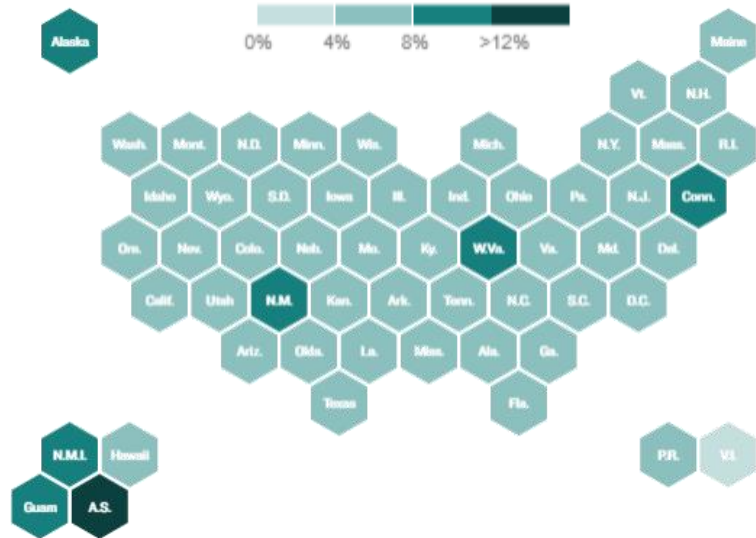 0% 4% 8% >12%
Alaska Maine
Vt. N.H.
Wash. Mont. N.D. Minn. Wis. Mich. N.Y. Mass. R.I.
Idaho Wyo. S.D. Iowa Ill. Ind. Ohio Pa. N.J. Conn.
Ore. Nev. Colo. Neb. Mo. Ky. W.Va. Va. Md. Del.
Calif. Utah N.M. Kan. Ark. Tenn. N.C. S.C. D.C.
Ariz. Okla. La. Miss. Ala. Ga.
Texas Fla.
N.M.I. Hawaii P.R. V.I.
Guam A.S.